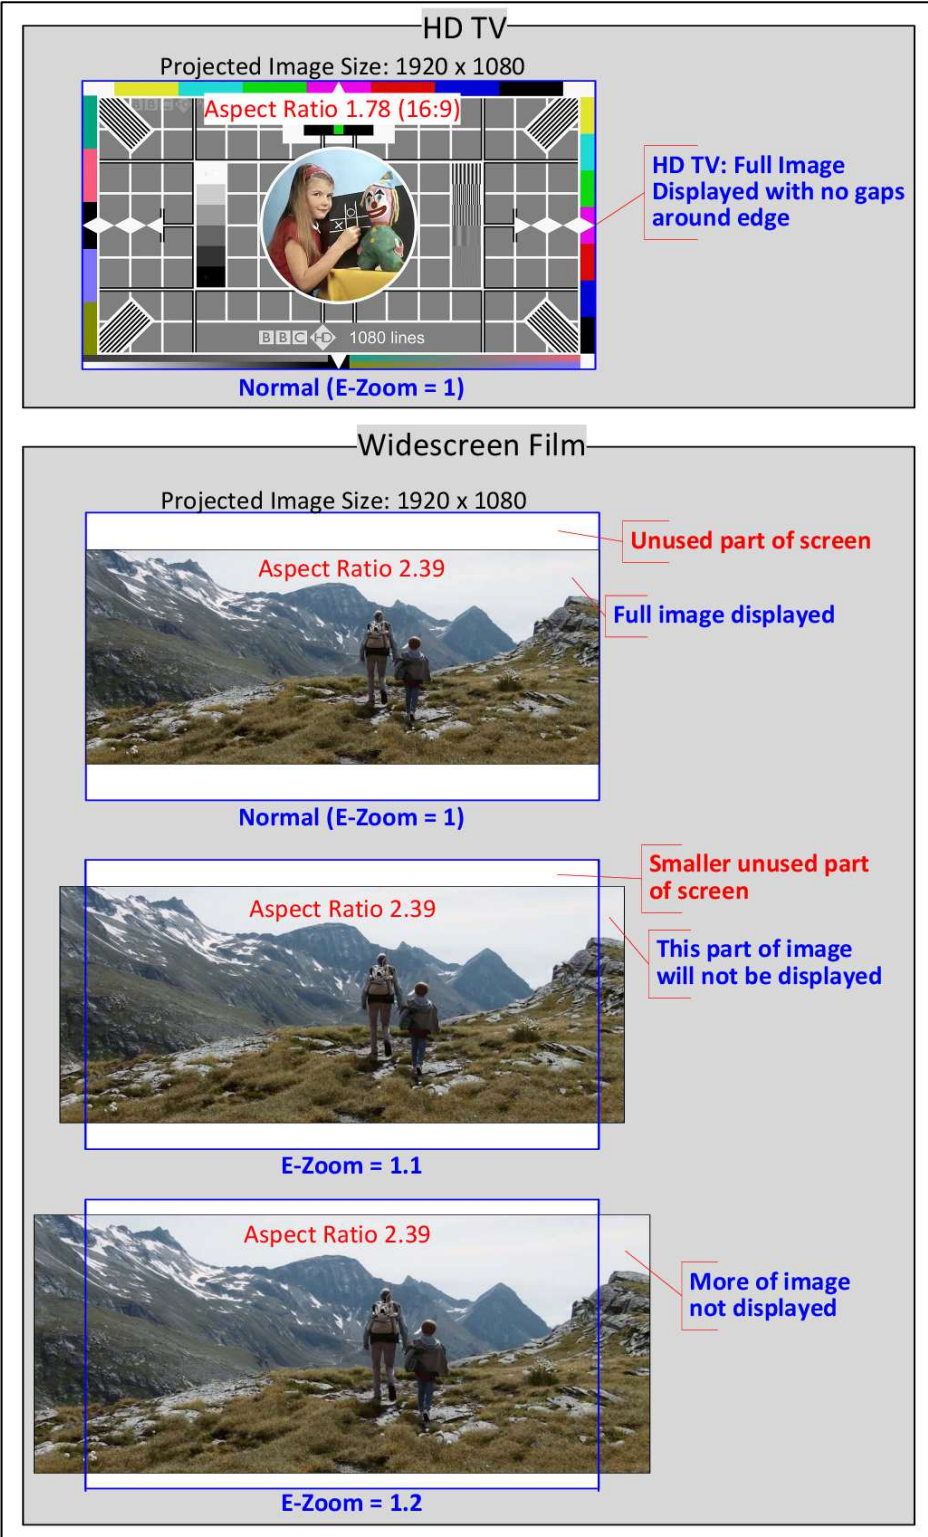 HD TV
Projected Image Size: 1920 x 1080
BBC HD
Aspect Ratio 1.78 (16:9)
HD TV: Full Image
Displayed with no gaps
around edge
X O
BBC HD 1080 lines
Normal (E-Zoom = 1)
Widescreen Film
Projected Image Size: 1920 x 1080
Unused part of screen
Aspect Ratio 2.39
Full image displayed
Normal (E-Zoom = 1)
Smaller unused part
of screen
Aspect Ratio 2.39
This part of image
will not be displayed
E-Zoom = 1.1
Aspect Ratio 2.39
More of image
not displayed
E-Zoom = 1.2